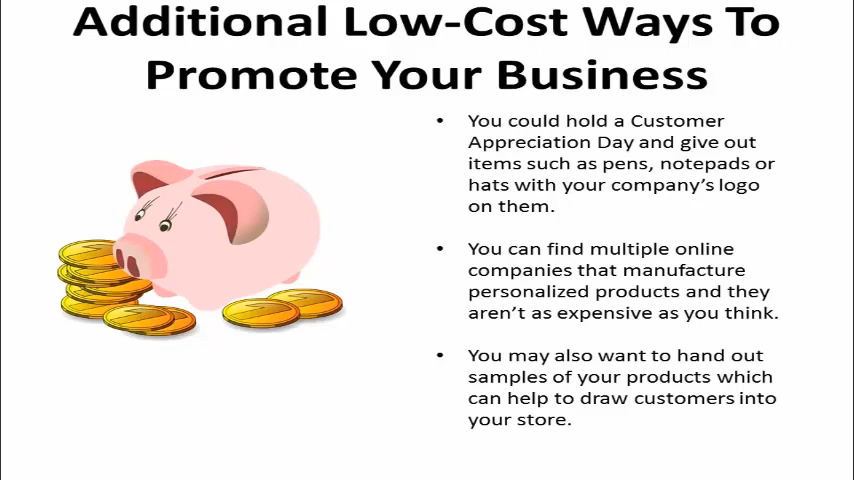 Additional Low-Cost Ways To
Promote Your Business
• You could hold a Customer
Appreciation Day and give out
items such as pens, notepads or
hats with your company’s logo
on them.
• You can find multiple online
companies that manufacture
personalized products and they
aren’t as expensive as you think.
• You may also want to hand out
samples of your products which
can help to draw customers into
your store.